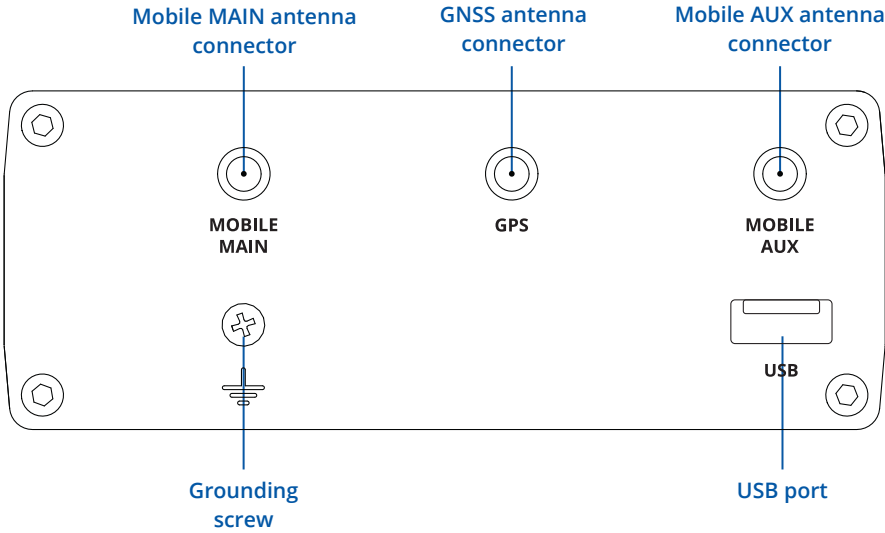 Mobile MAIN antenna
connector
GNSS antenna
connector
Mobile AUX antenna
connector
MOBILE
MAIN
GPS
MOBILE
AUX
USB
Grounding
screw
USB port